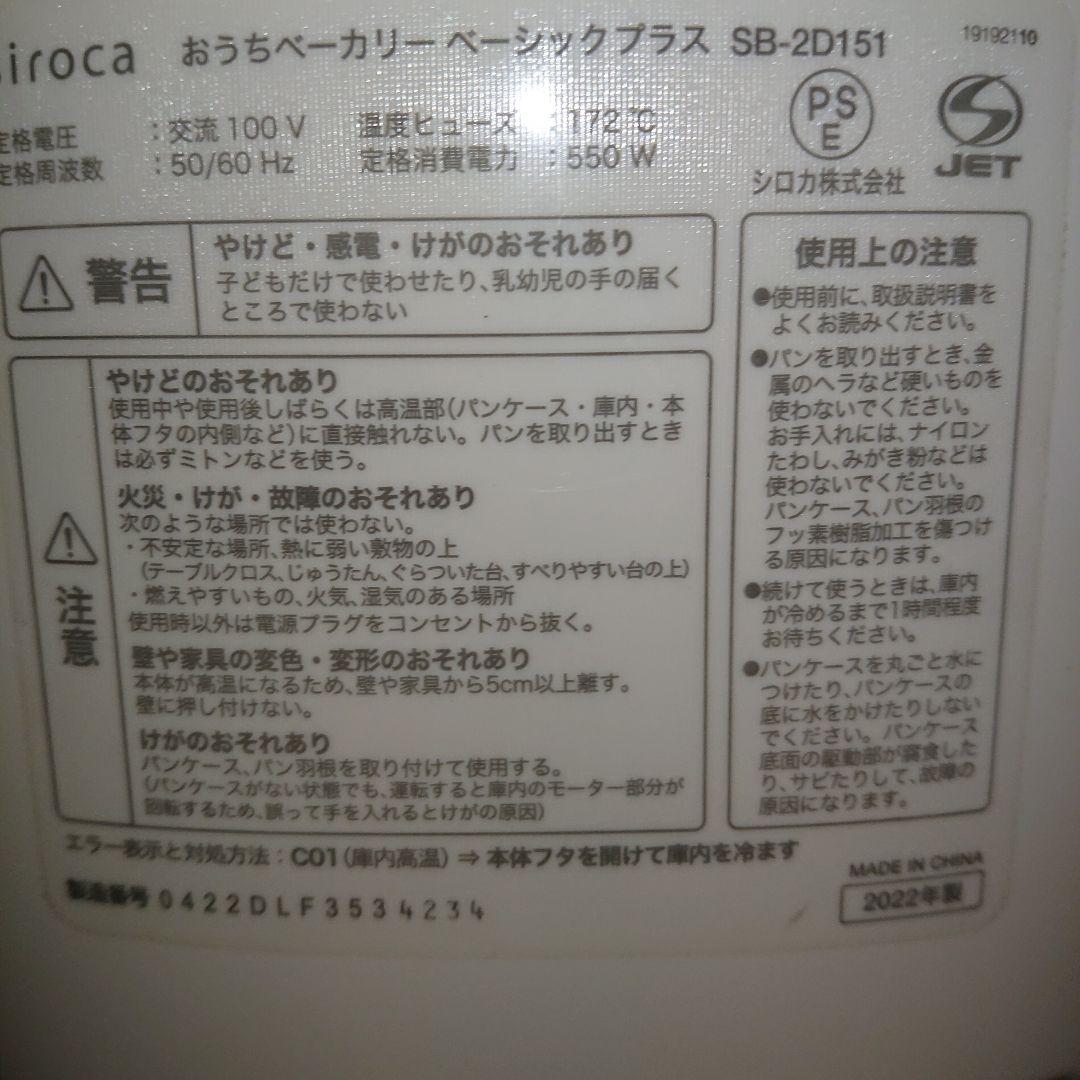 siroca おうちベーカリー ベーシックプラス SB-2D151
19192110
定格電圧 : 交流 100 V 温度ヒューズ : 172 ℃
定格周波数 : 50/60 Hz 定格消費電力 : 550 W
PS
E
シロカ株式会社
JET
警告
やけど・感電・けがのおそれあり
子どもだけで使わせたり、乳幼児の手の届く
ところで使わない
注意
やけどのおそれあり
使用中や使用後しばらくは高温部(パンケース・庫内・本
体フタの内側など)に直接触れない。パンを取り出すとき
は必ずミトンなどを使う。
火災・けが・故障のおそれあり
次のような場所では使わない。
・不安定な場所、熱に弱い敷物の上
(テーブルクロス、じゅうたん、ぐらついた台、すべりやすい台の上)
・燃えやすいもの、火気、湿気のある場所
使用時以外は電源プラグをコンセントから抜く。
壁や家具の変色・変形のおそれあり
本体が高温になるため、壁や家具から5cm以上離す。
壁に押し付けない。
けがのおそれあり
パンケース、パン羽根を取り付けて使用する。
(パンケースがない状態でも、運転すると庫内のモーター部分が
回転するため、誤って手を入れるとけがの原因)
使用上の注意
●使用前に、取扱説明書を
よくお読みください。
●パンを取り出すとき、金
属のヘラなど硬いものを
使わないでください。
お手入れには、ナイロン
たわし、みがき粉などは
使わないでください。
パンケース、パン羽根の
フッ素樹脂加工を傷つけ
る原因になります。
●続けて使うときは、庫内
が冷めるまで1時間程度
お待ちください。
●パンケースを丸ごと水に
つけたり、パンケースの
底に水をかけたりしない
でください。パンケース
底面の駆動部が腐食した
り、サビたりして、故障の
原因になります。
エラー表示と対処方法 : C01(庫内高温) ⇒ 本体フタを開けて庫内を冷ます
製造番号 0422DLF3534234
MADE IN CHINA
2022年製